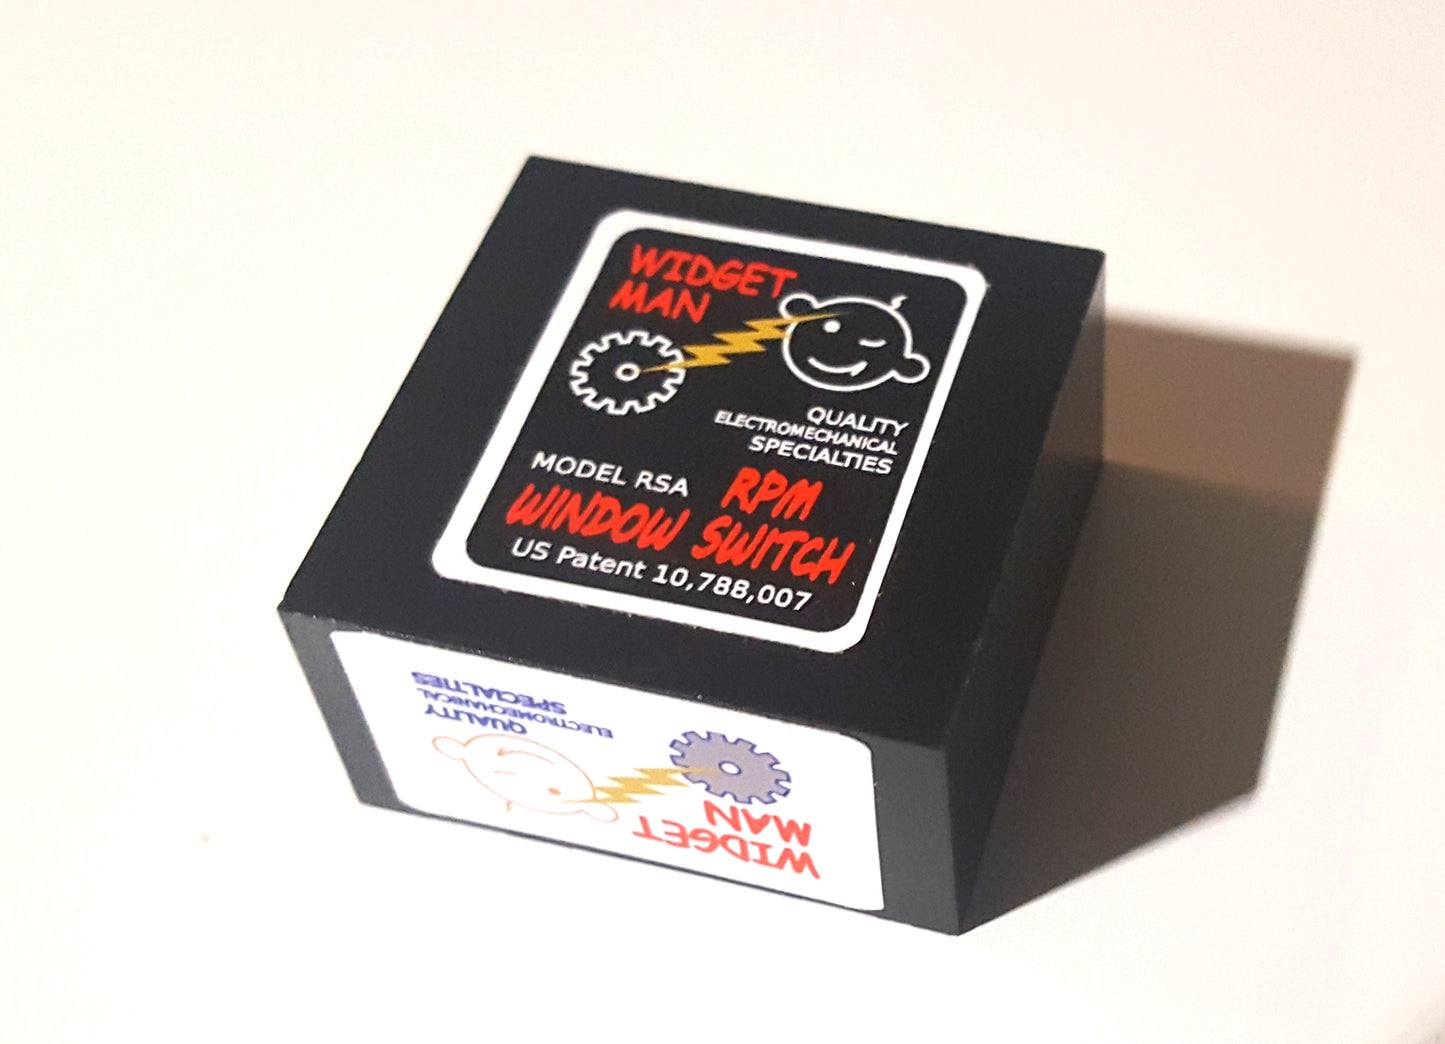 WIDGET
MAN
QUALITY
ELECTROMECHANICAL
SPECIALTIES
MODEL RSA RPM
WINDOW SWITCH
US Patent 10,788,007
WIDGET
MAN
QUALITY
ELECTROMECHANICAL
SPECIALTIES